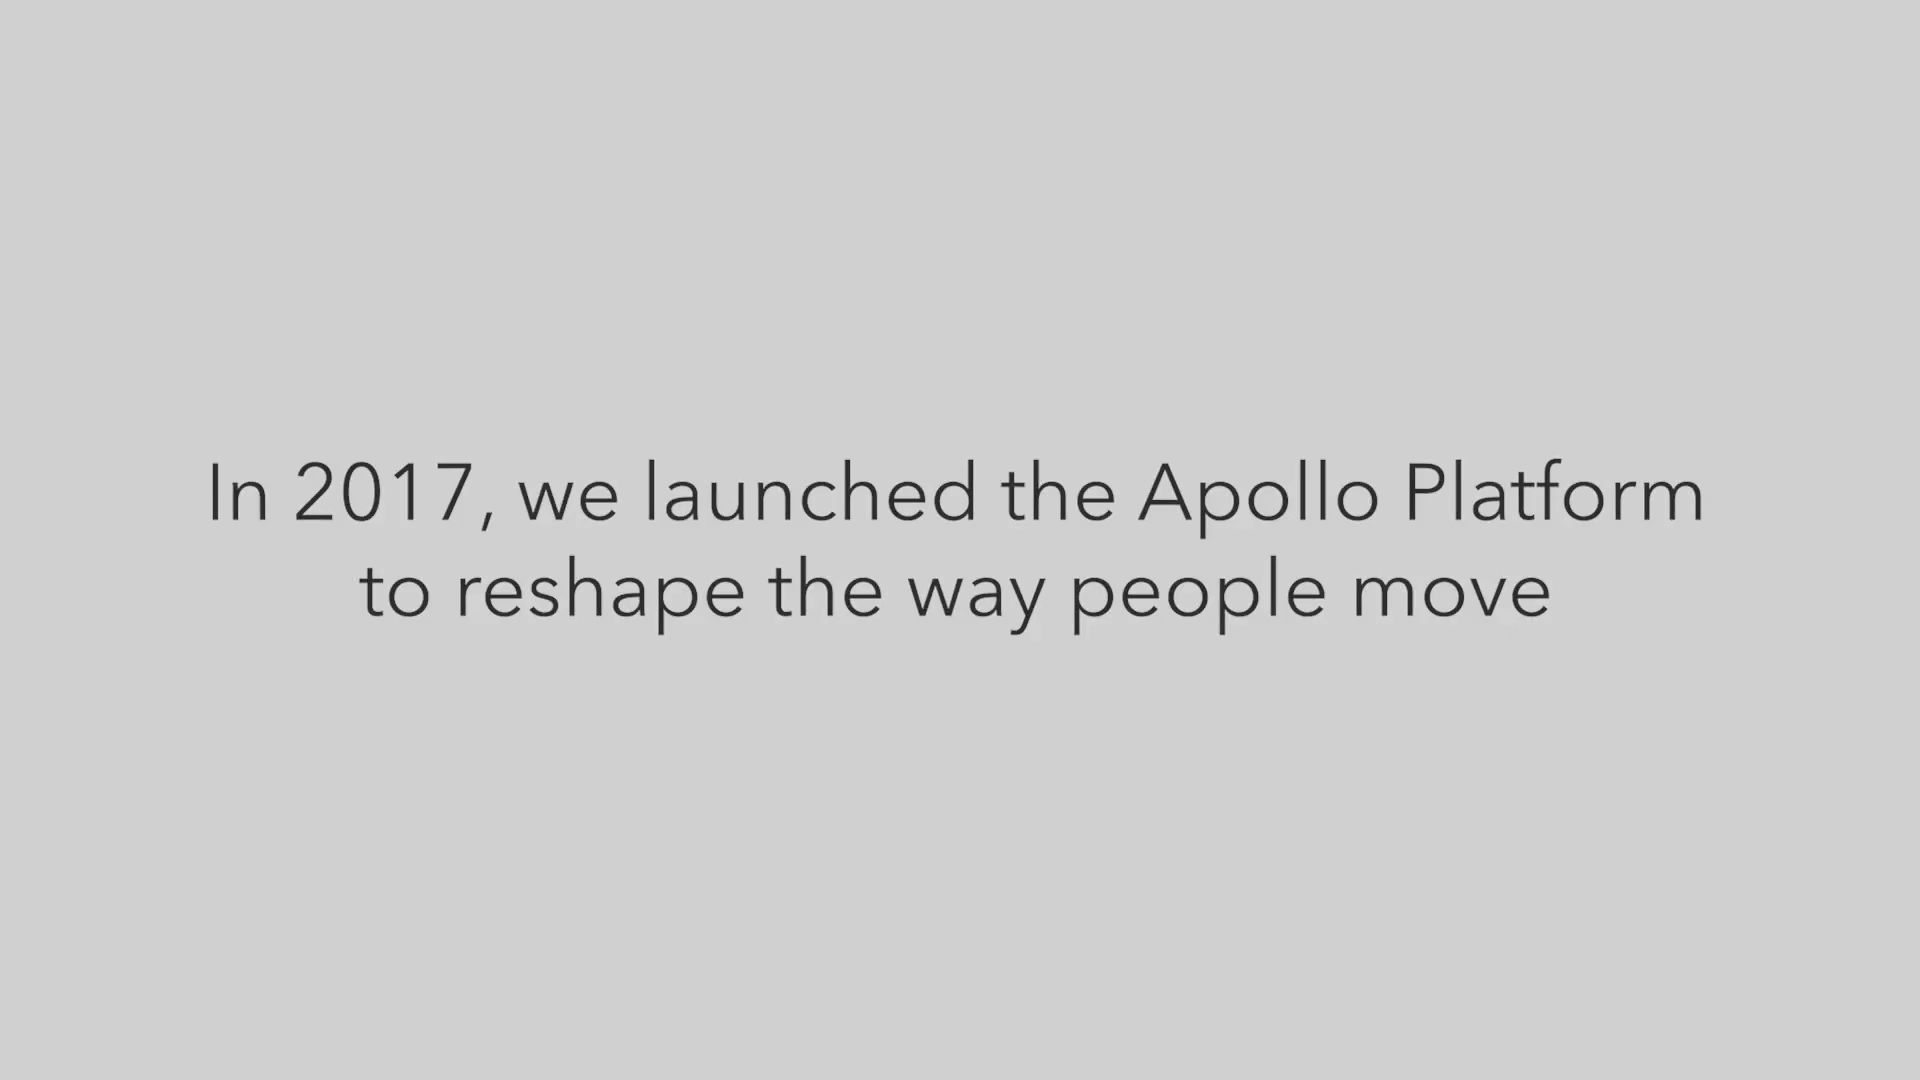 In 2017, we launched the Apollo Platform
to reshape the way people move